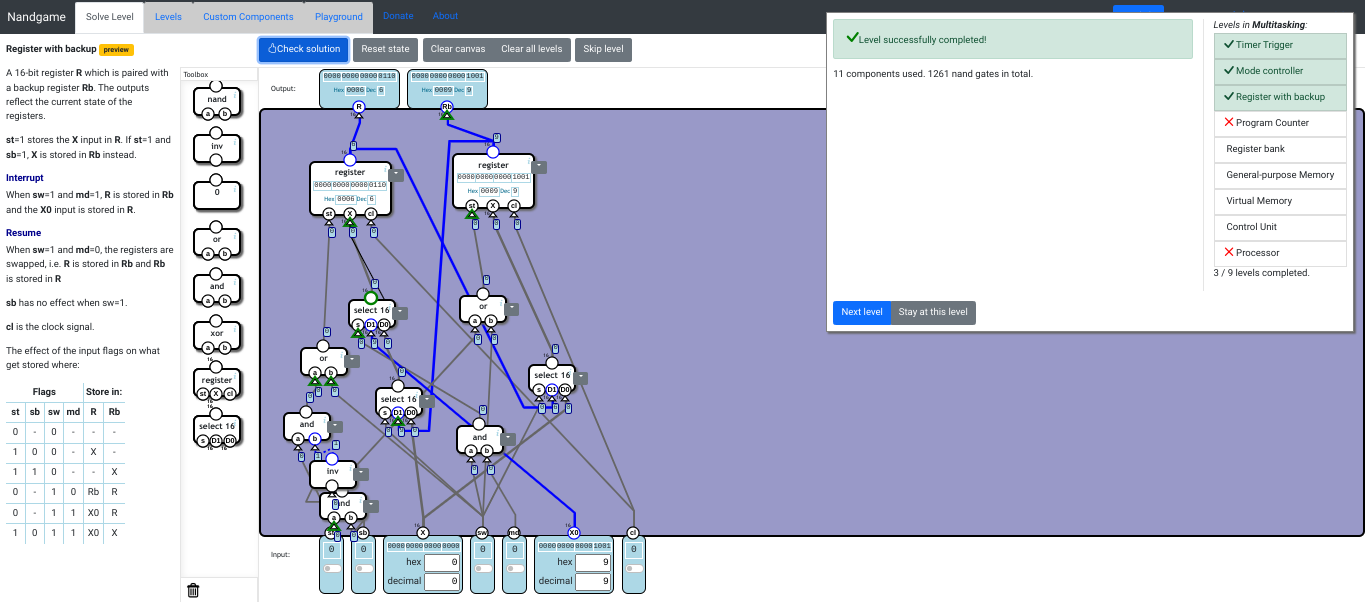 Nandgame
Solve Level
Levels
Custom Components
Playground
Donate
About
Register with backup preview
A 16-bit register R which is paired with
a backup register Rb. The outputs
reflect the current state of the
registers.
st=1 stores the X input in R. If st=1 and
sb=1, X is stored in Rb instead.
Interrupt
When sw=1 and md=1, R is stored in Rb
and the X0 input is stored in R.
Resume
When sw=1 and md=0, the registers are
swapped, i.e. R is stored in Rb and Rb
is stored in R
sb has no effect when sw=1.
cl is the clock signal.
The effect of the input flags on what
get stored where:
Flags Store in:
st sb sw md R Rb
0 - 0 - - -
1 0 0 - X -
1 1 0 - - X
0 - 1 0 Rb R
0 - 1 1 X0 R
1 0 1 1 X0 X
Check solution
Reset state
Clear canvas
Clear all levels
Skip level
Toolbox
nand
a b
inv
0
or
a b
and
a b
xor
a b
16
register
st X cl
16
16
select 16
s D1 D0
16 16
Output:
0000 0000 0000 0110
Hex 0006 Dec 6
0000 0000 0000 1001
Hex 0009 Dec 9
R
Rb
register
0000 0000 0000 0110
Hex 0006 Dec 6
st X cl
register
0000 0000 0000 1001
Hex 0009 Dec 9
st X cl
select 16
s D1 D0
or
a b
or
a b
select 16
s D1 D0
select 16
s D1 D0
and
a b
and
a b
inv
a b
sb
X
sw
md
X0
cl
Input:
0
0
0000 0000 0000 0000
hex 0
decimal 0
0
0
0000 0000 0000 1001
hex 9
decimal 9
0
Level successfully completed!
11 components used. 1261 nand gates in total.
Next level
Stay at this level
Levels in Multitasking:
Timer Trigger
Mode controller
Register with backup
Program Counter
Register bank
General-purpose Memory
Virtual Memory
Control Unit
Processor
3 / 9 levels completed.